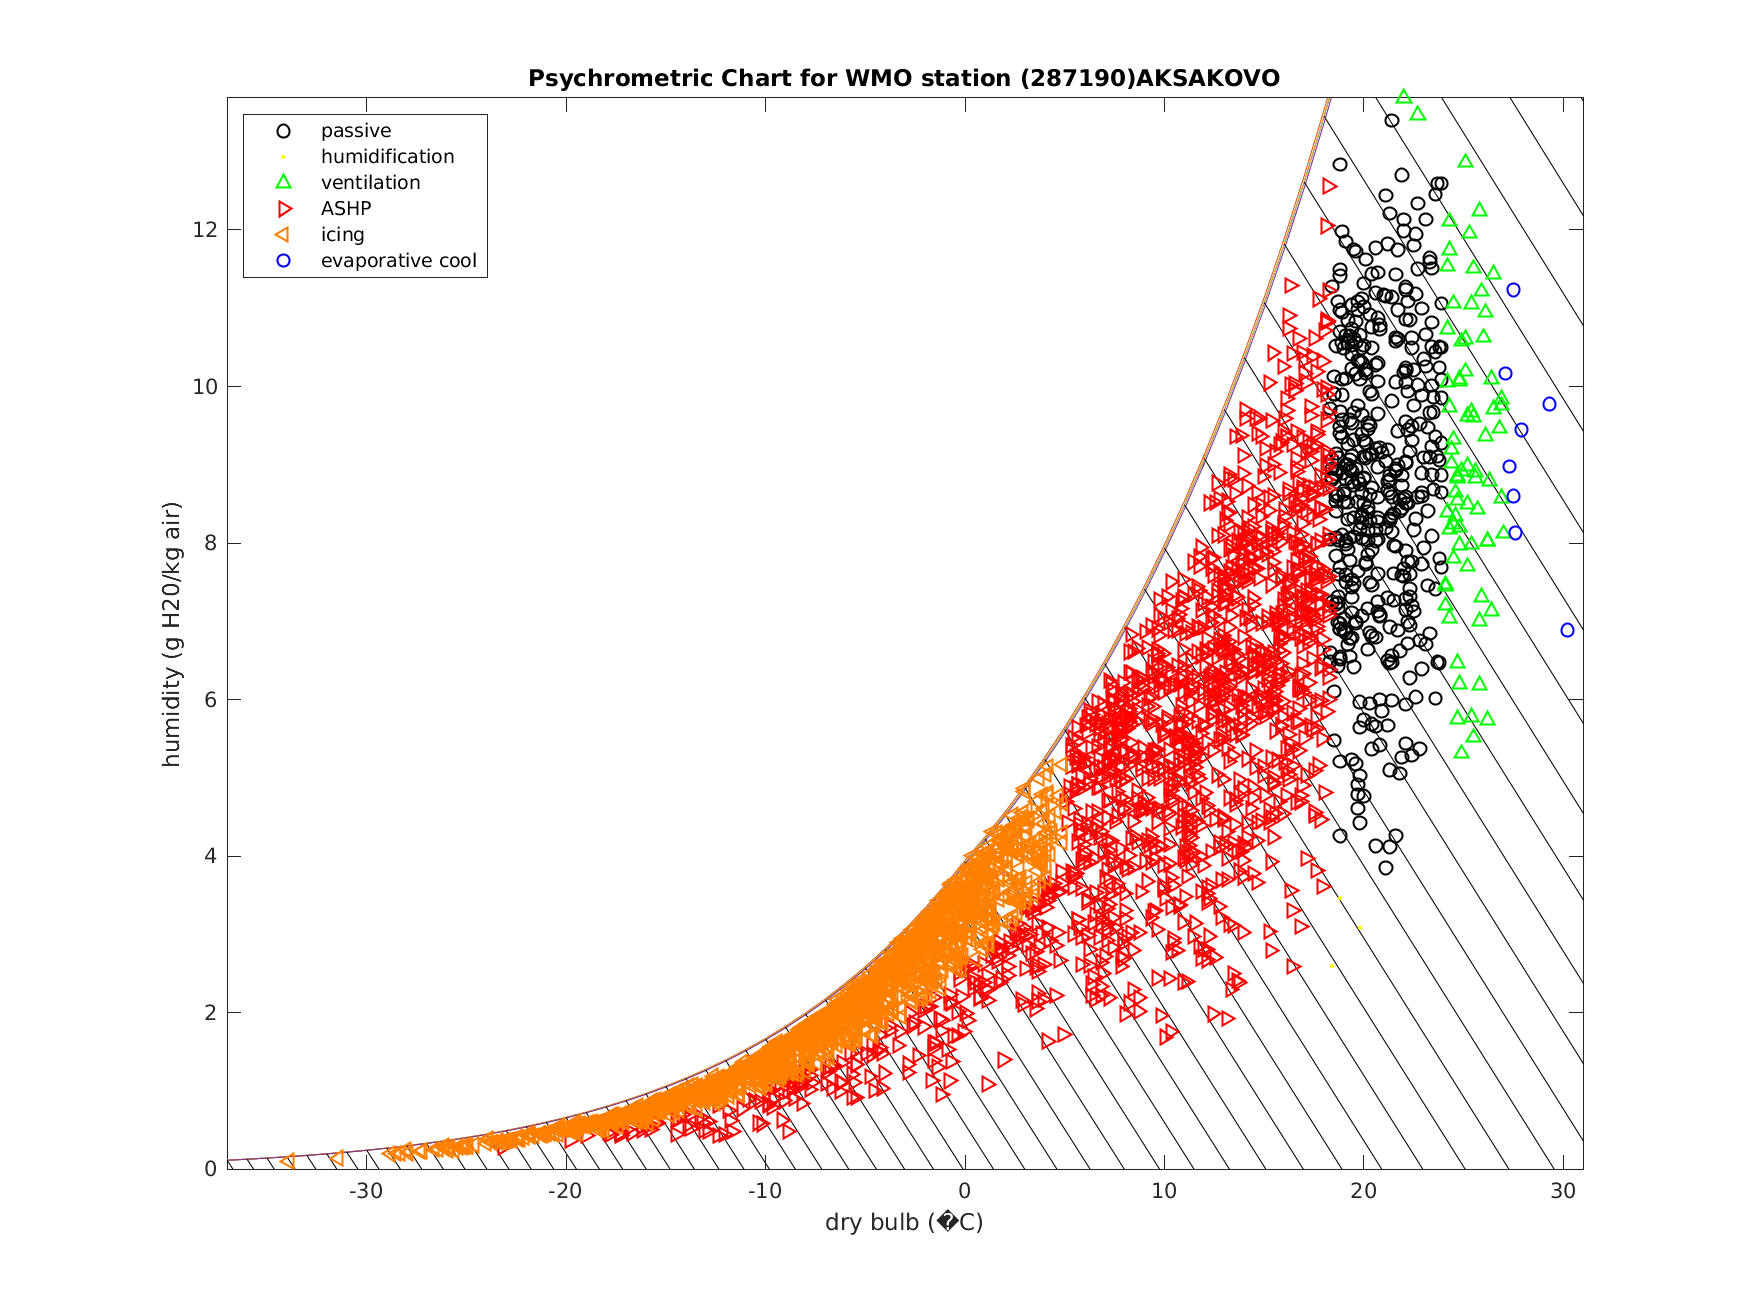 Psychrometric Chart for WMO station (287190)AKSAKOVO
passive
humidification
ventilation
ASHP
icing
evaporative cool
humidity (g H20/kg air)
12
10
8
6
4
2
0
-30 -20 -10 0 10 20 30
dry bulb (�C)